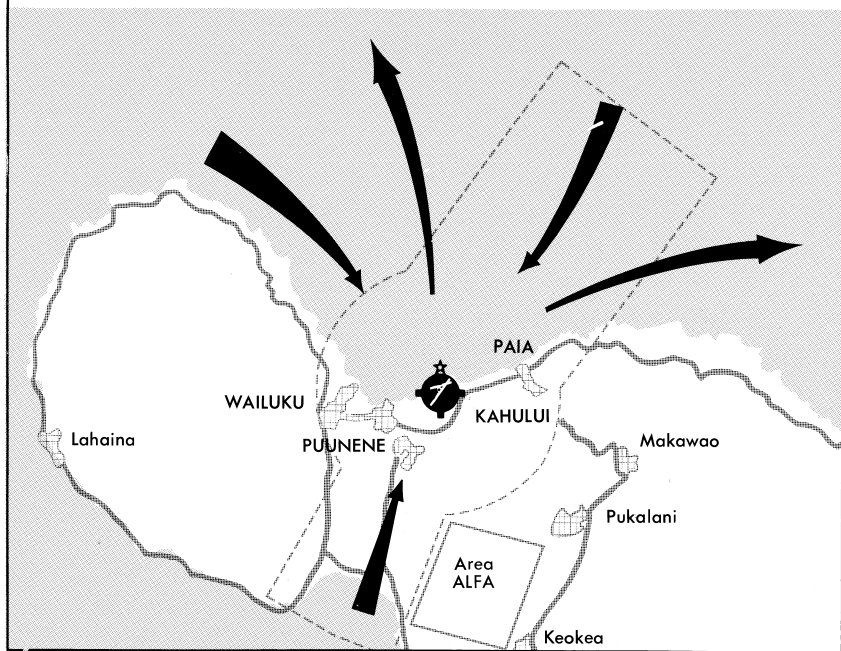 PAIA
WAILUKU
KAHULUI
Lahaina
PUUNENE
Makawao
Pukalani
Area
ALFA
Keokea